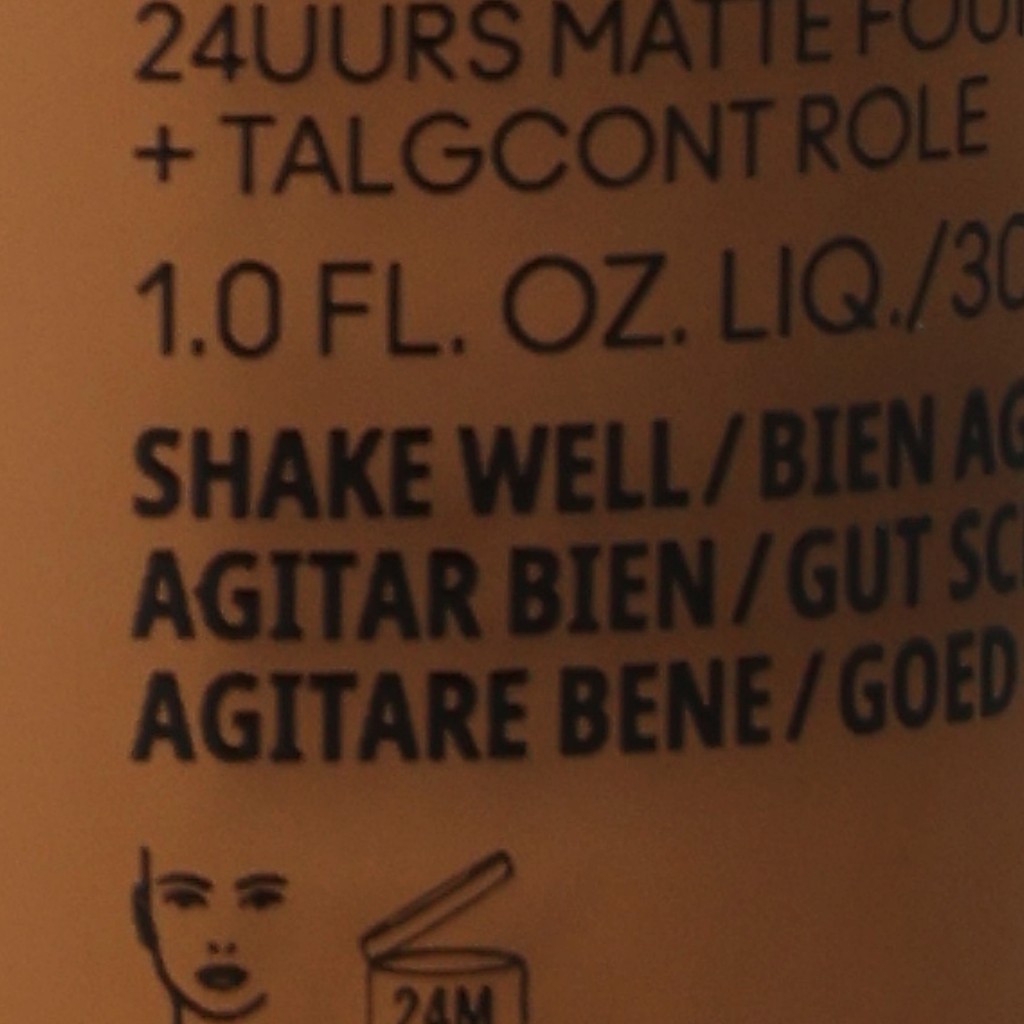 24UURS MATTE FOU
+ TALGCONT ROLE
1.0 FL. OZ. LIQ./30
SHAKE WELL / BIEN AG
AGITAR BIEN / GUT SC
AGITARE BENE / GOED
24M